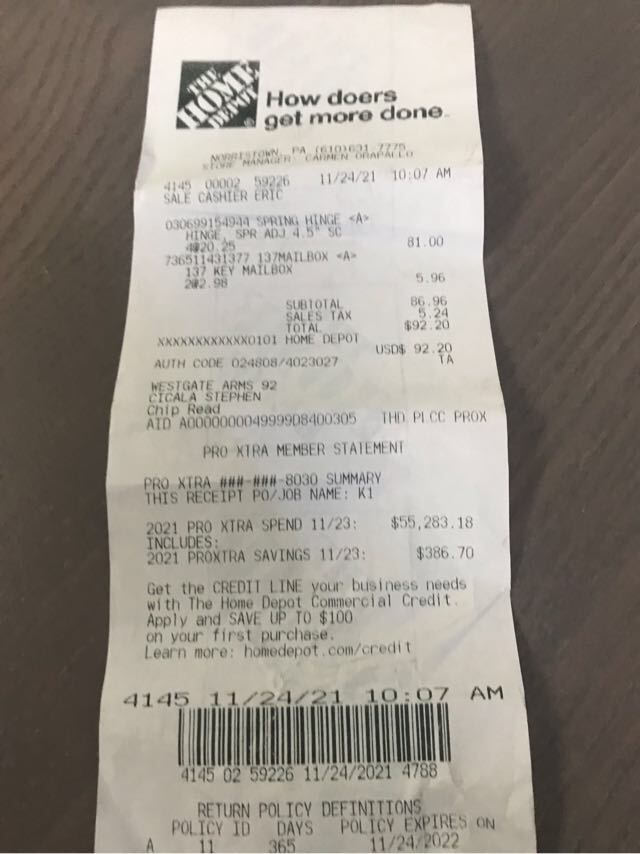 THE HOME DEPOT
How doers
get more done.
NORRISTOWN, PA (610)631-7775
STORE MANAGER: CARMEN
4145 00002 59226 11/24/21 10:07 AM
SALE CASHIER ERIC
030699154944 SPRING HINGE <A>
HINGE, SPR ADJ 4.5" SC
4@20.25 81.00
736511431377 137MAILBOX <A>
137 KEY MAILBOX
2@2.98 5.96
SUBTOTAL 86.96
SALES TAX 5.24
TOTAL $92.20
XXXXXXXXXXXX0101 HOME DEPOT
USD$ 92.20
AUTH CODE 024808/4023027 TA
WESTGATE ARMS 92
CICALA STEPHEN
Chip Read
AID A0000000049999D8400305 THD PLCC PROX
PRO XTRA MEMBER STATEMENT
PRO XTRA ###-###-8030 SUMMARY
THIS RECEIPT PO/JOB NAME: K1
2021 PRO XTRA SPEND 11/23: $55,283.18
INCLUDES:
2021 PROXTRA SAVINGS 11/23: $386.70
Get the CREDIT LINE your business needs
with The Home Depot Commercial Credit.
Apply and SAVE UP TO $100
on your first purchase.
Learn more: homedepot.com/credit
4145 11/24/21 10:07 AM
4145 02 59226 11/24/2021 4788
RETURN POLICY DEFINITIONS
POLICY ID DAYS POLICY EXPIRES ON
A 11 365 11/24/2022